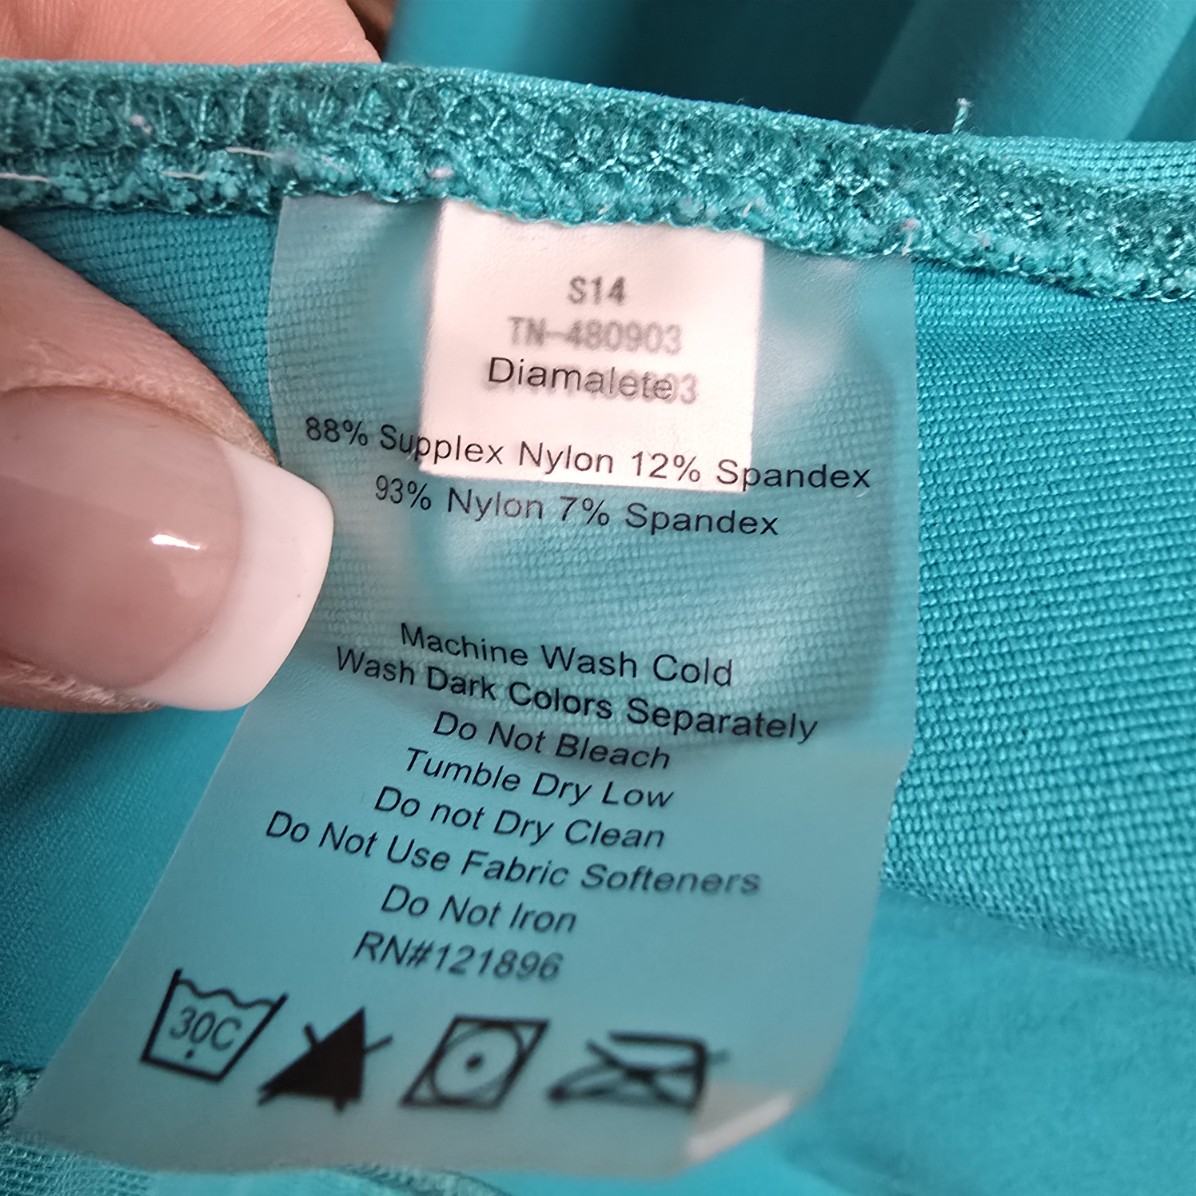 S14
TN-480903
Diamalete
88% Supplex Nylon 12% Spandex
93% Nylon 7% Spandex
Machine Wash Cold
Wash Dark Colors Separately
Do Not Bleach
Tumble Dry Low
Do not Dry Clean
Do Not Use Fabric Softeners
Do Not Iron
RN#121896
30C